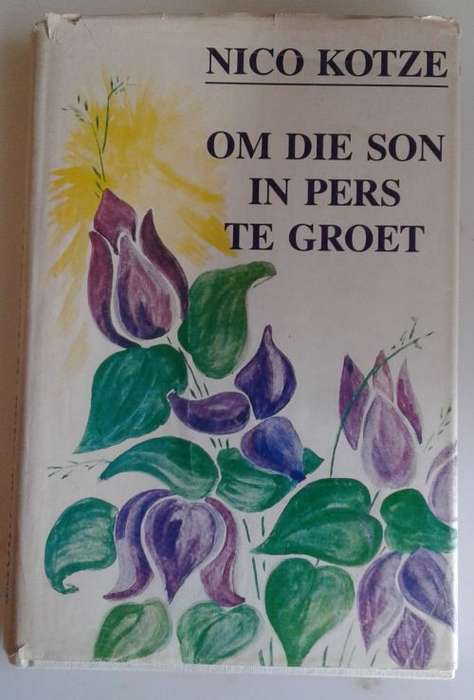 NICO KOTZE
OM DIE SON
IN PERS
TE GROET